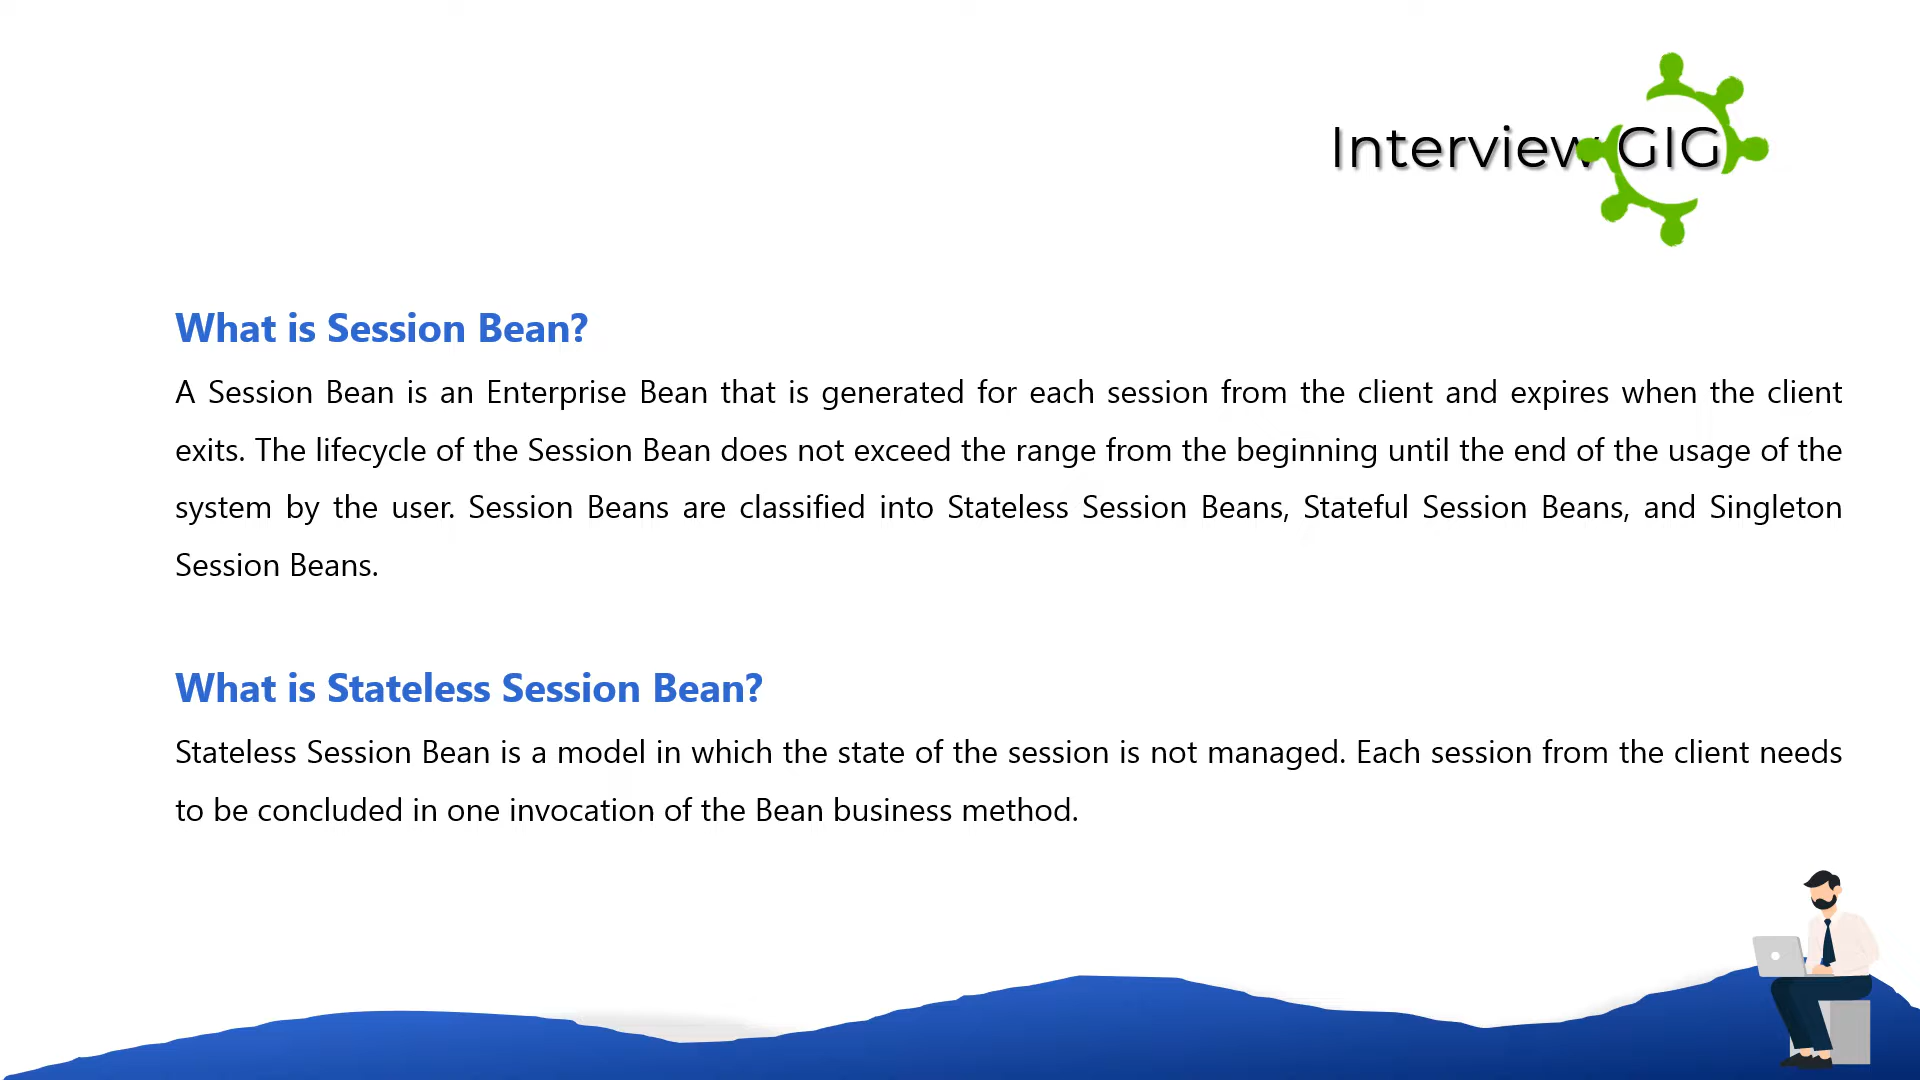 Interview GIG
What is Session Bean?
A Session Bean is an Enterprise Bean that is generated for each session from the client and expires when the client
exits. The lifecycle of the Session Bean does not exceed the range from the beginning until the end of the usage of the
system by the user. Session Beans are classified into Stateless Session Beans, Stateful Session Beans, and Singleton
Session Beans.
What is Stateless Session Bean?
Stateless Session Bean is a model in which the state of the session is not managed. Each session from the client needs
to be concluded in one invocation of the Bean business method.